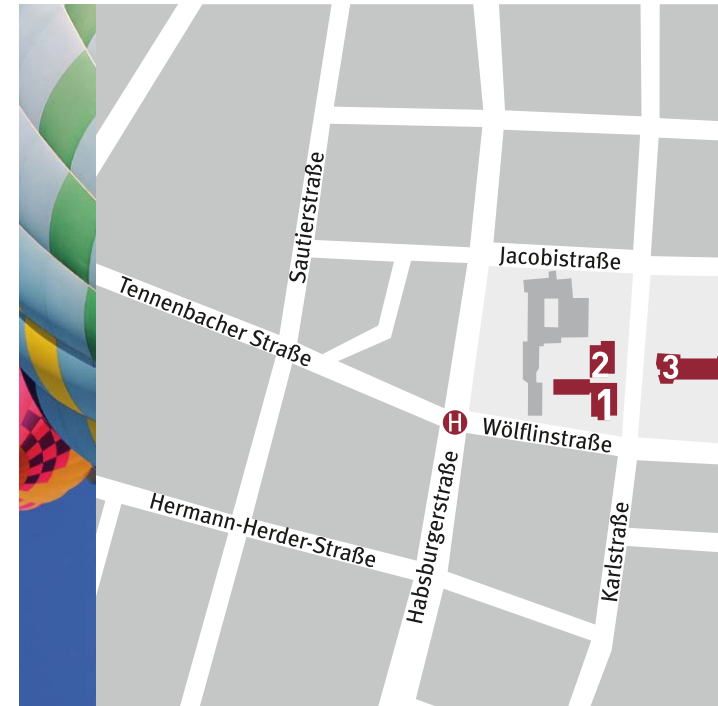 Sautierstraße
Jacobistraße
Tennenbacher Straße
2
3
1
H
Wölflinstraße
Hermann-Herder-Straße
Habsburgerstraße
Karlstraße